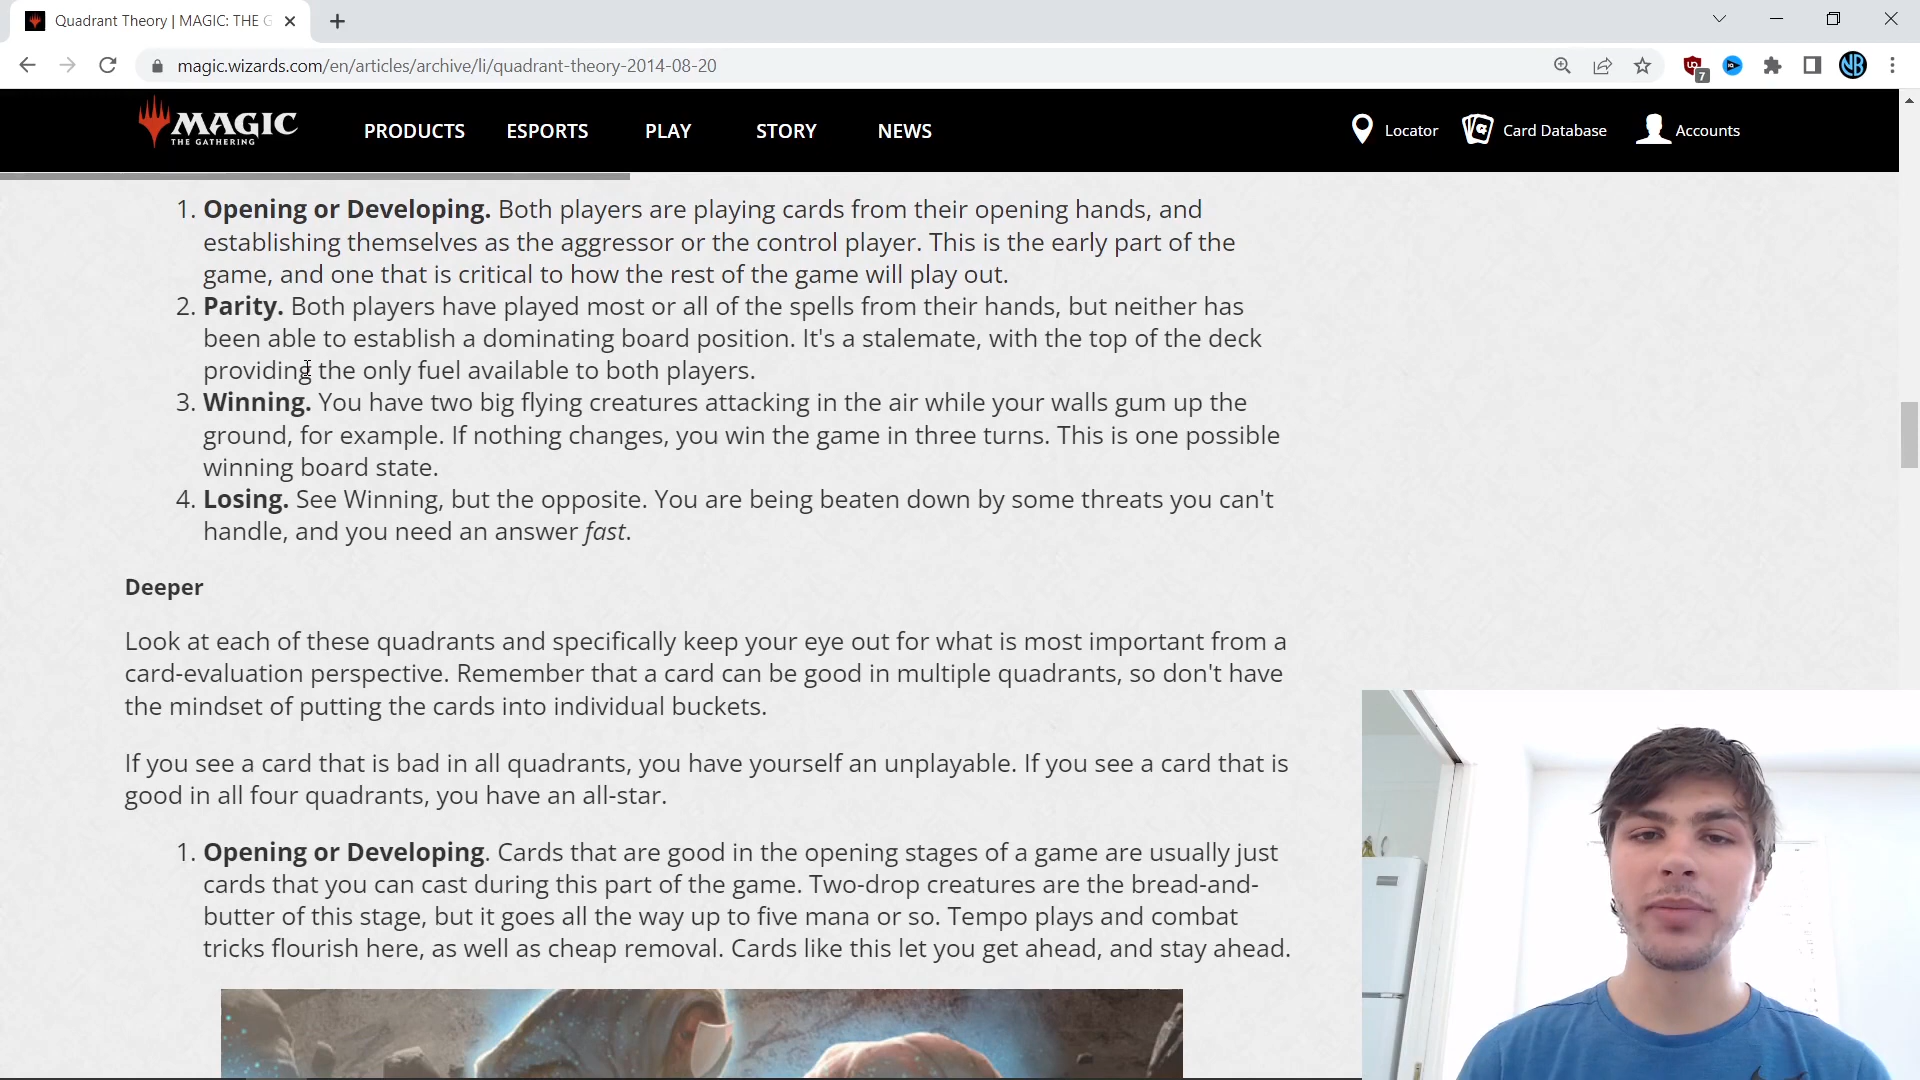 Quadrant Theory | MAGIC: THE G
magic.wizards.com/en/articles/archive/li/quadrant-theory-2014-08-20
7
NB
MAGIC
THE GATHERING
PRODUCTS
ESPORTS
PLAY
STORY
NEWS
Locator
Card Database
Accounts
1. Opening or Developing. Both players are playing cards from their opening hands, and
establishing themselves as the aggressor or the control player. This is the early part of the
game, and one that is critical to how the rest of the game will play out.
2. Parity. Both players have played most or all of the spells from their hands, but neither has
been able to establish a dominating board position. It's a stalemate, with the top of the deck
providing the only fuel available to both players.
3. Winning. You have two big flying creatures attacking in the air while your walls gum up the
ground, for example. If nothing changes, you win the game in three turns. This is one possible
winning board state.
4. Losing. See Winning, but the opposite. You are being beaten down by some threats you can't
handle, and you need an answer fast.
Deeper
Look at each of these quadrants and specifically keep your eye out for what is most important from a
card-evaluation perspective. Remember that a card can be good in multiple quadrants, so don't have
the mindset of putting the cards into individual buckets.
If you see a card that is bad in all quadrants, you have yourself an unplayable. If you see a card that is
good in all four quadrants, you have an all-star.
1. Opening or Developing. Cards that are good in the opening stages of a game are usually just
cards that you can cast during this part of the game. Two-drop creatures are the bread-and-
butter of this stage, but it goes all the way up to five mana or so. Tempo plays and combat
tricks flourish here, as well as cheap removal. Cards like this let you get ahead, and stay ahead.